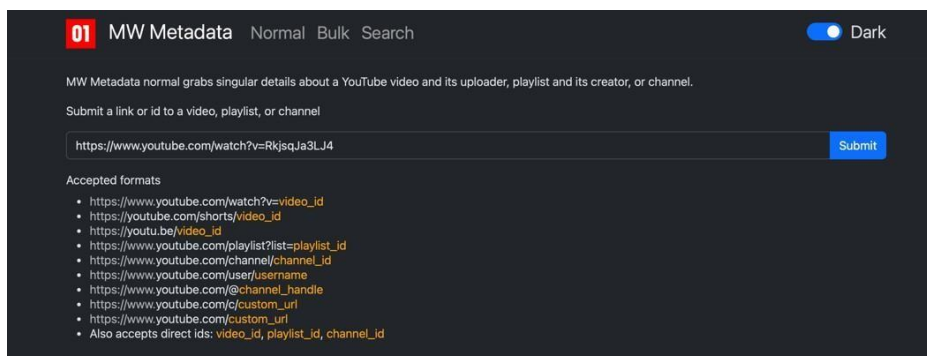 01 MW Metadata Normal Bulk Search Dark
MW Metadata normal grabs singular details about a YouTube video and its uploader, playlist and its creator, or channel.
Submit a link or id to a video, playlist, or channel
https://www.youtube.com/watch?v=RkjsqJa3LJ4 Submit
Accepted formats
• https://www.youtube.com/watch?v=video_id
• https://youtube.com/shorts/video_id
• https://youtu.be/video_id
• https://www.youtube.com/playlist?list=playlist_id
• https://www.youtube.com/channel/channel_id
• https://www.youtube.com/user/username
• https://www.youtube.com/@channel_handle
• https://www.youtube.com/c/custom_url
• https://www.youtube.com/custom_url
• Also accepts direct ids: video_id, playlist_id, channel_id